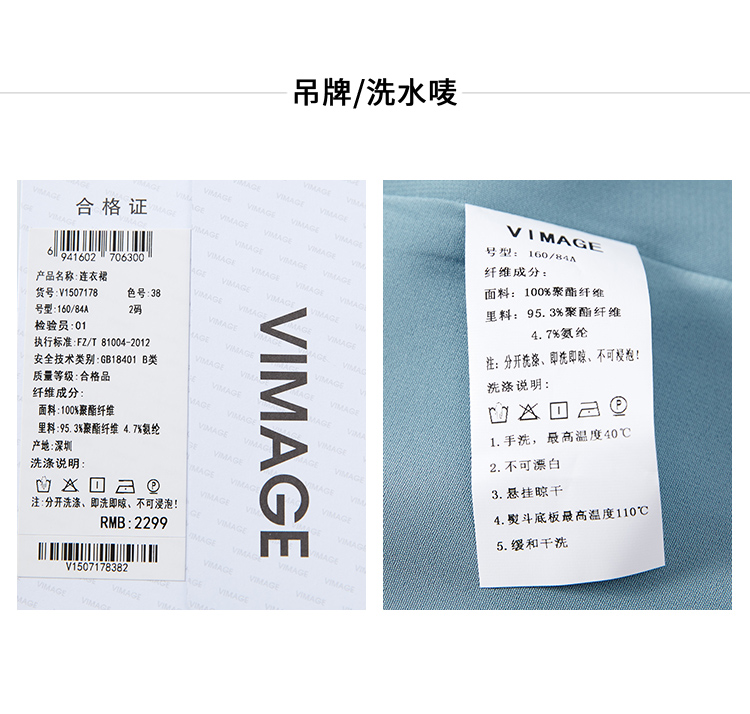 吊牌/洗水唛
合格证
6 941602 706300
产品名称:连衣裙
货号:V1507178 色号:38
号型:160/84A 2码
检验员:01
执行标准:FZ/T 81004-2012
安全技术类别:GB18401 B类
质量等级:合格品
纤维成分:
面料:100%聚酯纤维
里料:95.3%聚酯纤维 4.7%氨纶
产地:深圳
洗涤说明:
注:分开洗涤、即洗即晾、不可浸泡!
RMB:2299
V1507178382
VIMAGE
VIMAGE
号型:160/84A
纤维成分:
面料:100%聚酯纤维
里料:95.3%聚酯纤维
4.7%氨纶
注:分开洗涤、即洗即晾、不可浸泡!
洗涤说明:
1.手洗,最高温度40℃
2.不可漂白
3.悬挂晾干
4.熨斗底板最高温度110℃
5.缓和干洗